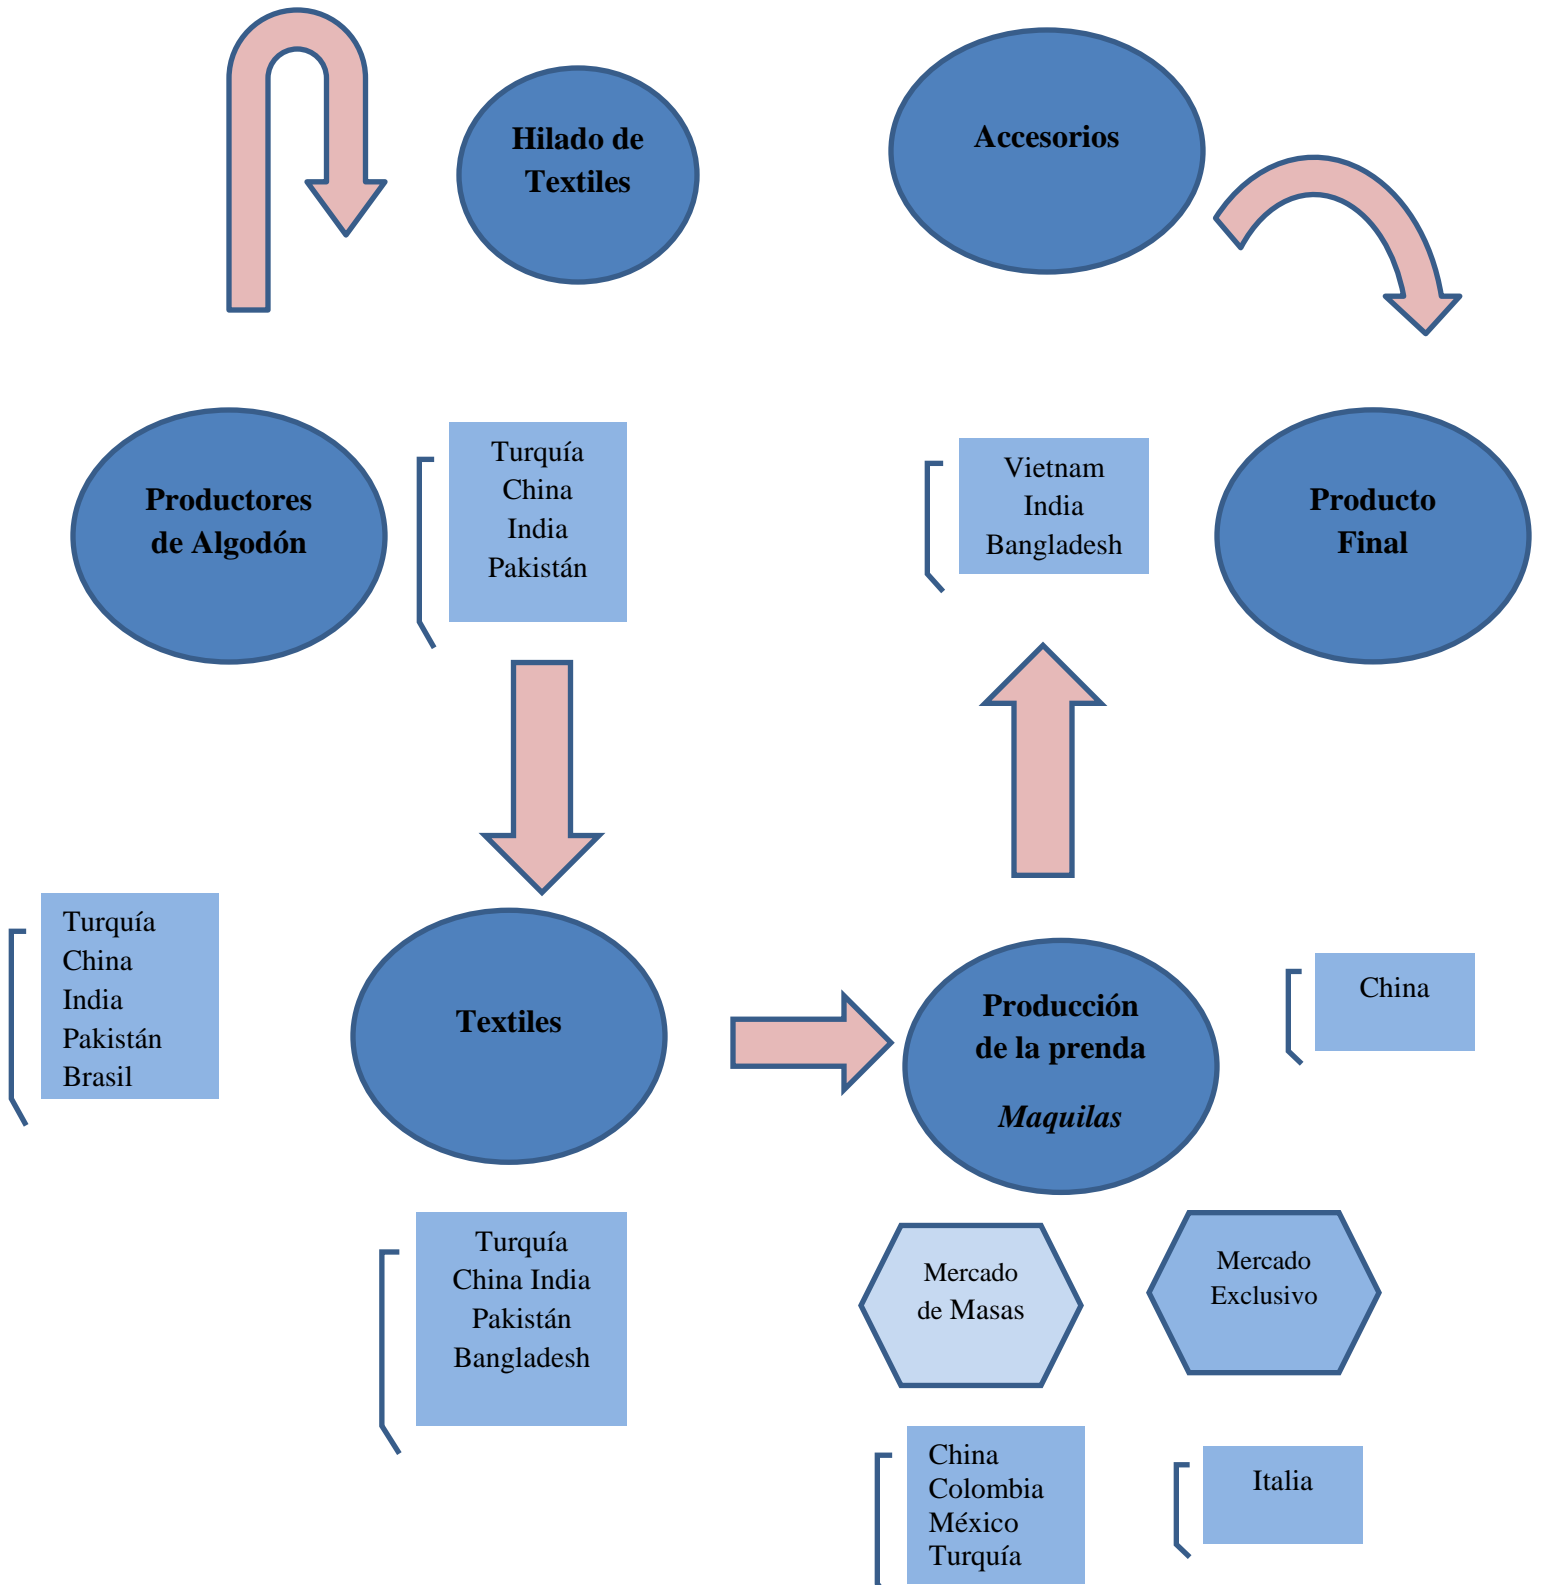 Hilado de
Textiles
Accesorios
Productores
de Algodón
Turquía
China
India
Pakistán
Vietnam
India
Bangladesh
Producto
Final
Turquía
China
India
Pakistán
Brasil
Textiles
Producción
de la prenda
Maquilas
China
Turquía
China India
Pakistán
Bangladesh
Mercado
de Masas
Mercado
Exclusivo
China
Colombia
México
Turquía
Italia